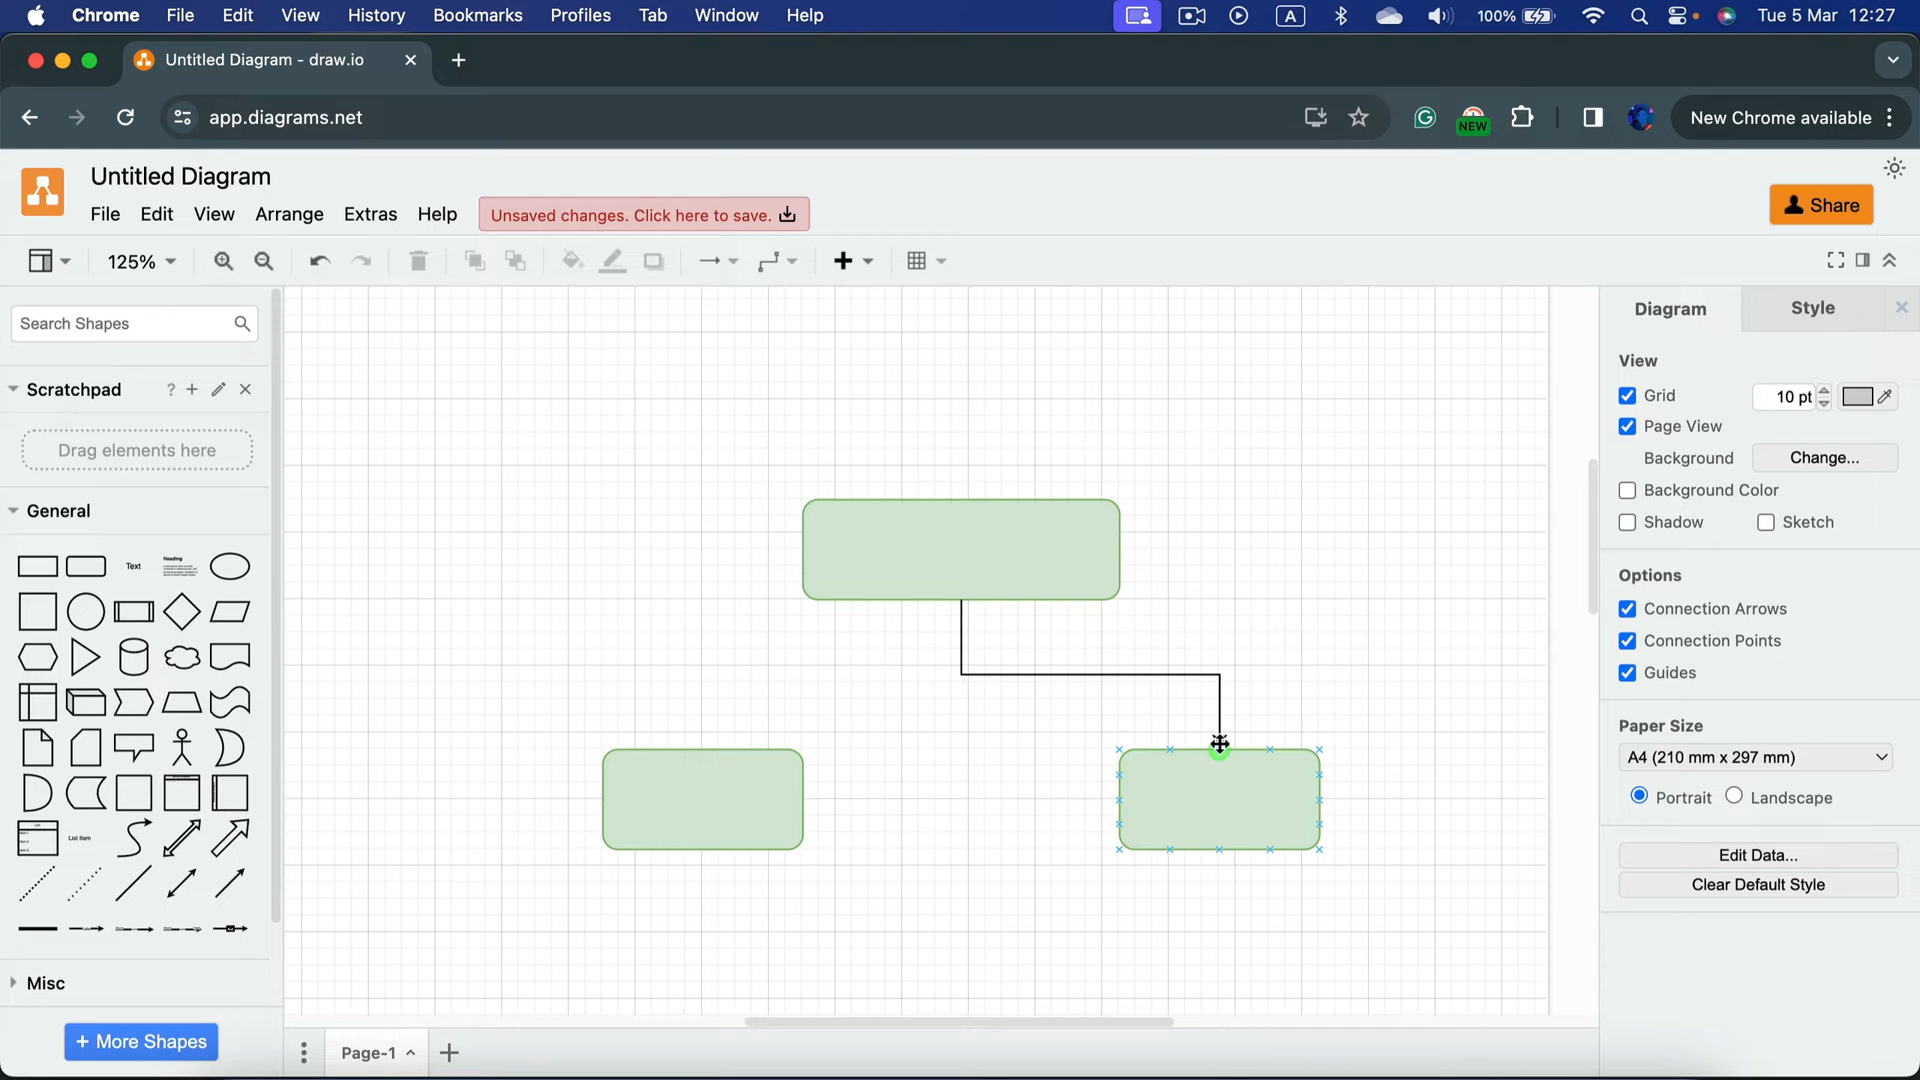 Chrome File Edit View History Bookmarks Profiles Tab Window Help A 100% Tue 5 Mar 12:27
Untitled Diagram - draw.io
app.diagrams.net NEW New Chrome available
Untitled Diagram
File Edit View Arrange Extras Help Unsaved changes. Click here to save. Share
125%
Search Shapes
Scratchpad ?
Drag elements here
General
Text Heading
List Item
Misc
+ More Shapes
Page-1
Diagram Style
View
Grid 10 pt
Page View
Background Change...
Background Color
Shadow Sketch
Options
Connection Arrows
Connection Points
Guides
Paper Size
A4 (210 mm x 297 mm)
Portrait Landscape
Edit Data...
Clear Default Style